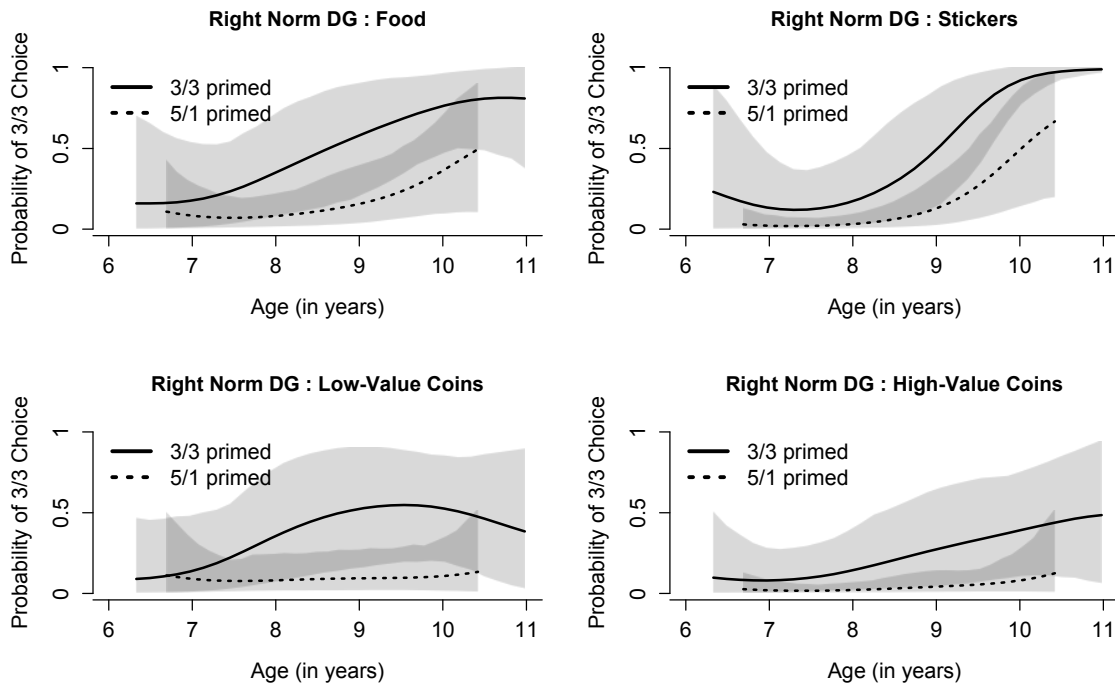 Right Norm DG : Food
Probability of 3/3 Choice
1
0.5
0
3/3 primed
5/1 primed
6 7 8 9 10 11
Age (in years)
Right Norm DG : Stickers
Probability of 3/3 Choice
1
0.5
0
3/3 primed
5/1 primed
6 7 8 9 10 11
Age (in years)
Right Norm DG : Low-Value Coins
Probability of 3/3 Choice
1
0.5
0
3/3 primed
5/1 primed
6 7 8 9 10 11
Age (in years)
Right Norm DG : High-Value Coins
Probability of 3/3 Choice
1
0.5
0
3/3 primed
5/1 primed
6 7 8 9 10 11
Age (in years)